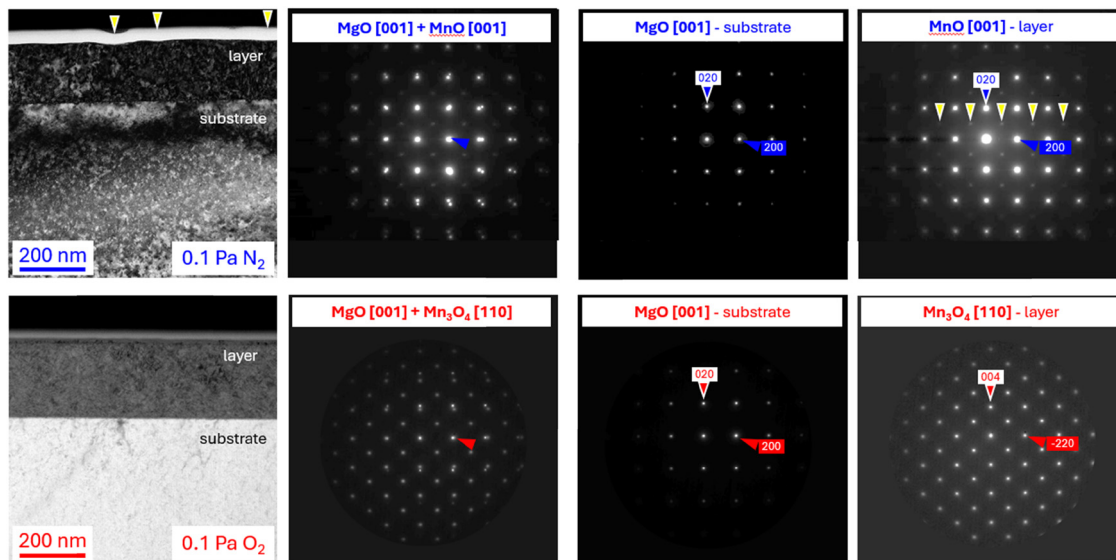 layer
substrate
200 nm
0.1 Pa N₂
MgO [001] + MnO [001]
MgO [001] - substrate
020
200
MnO [001] - layer
020
200
layer
substrate
200 nm
0.1 Pa O₂
MgO [001] + Mn₃O₄ [110]
MgO [001] - substrate
020
200
Mn₃O₄ [110] - layer
004
-220